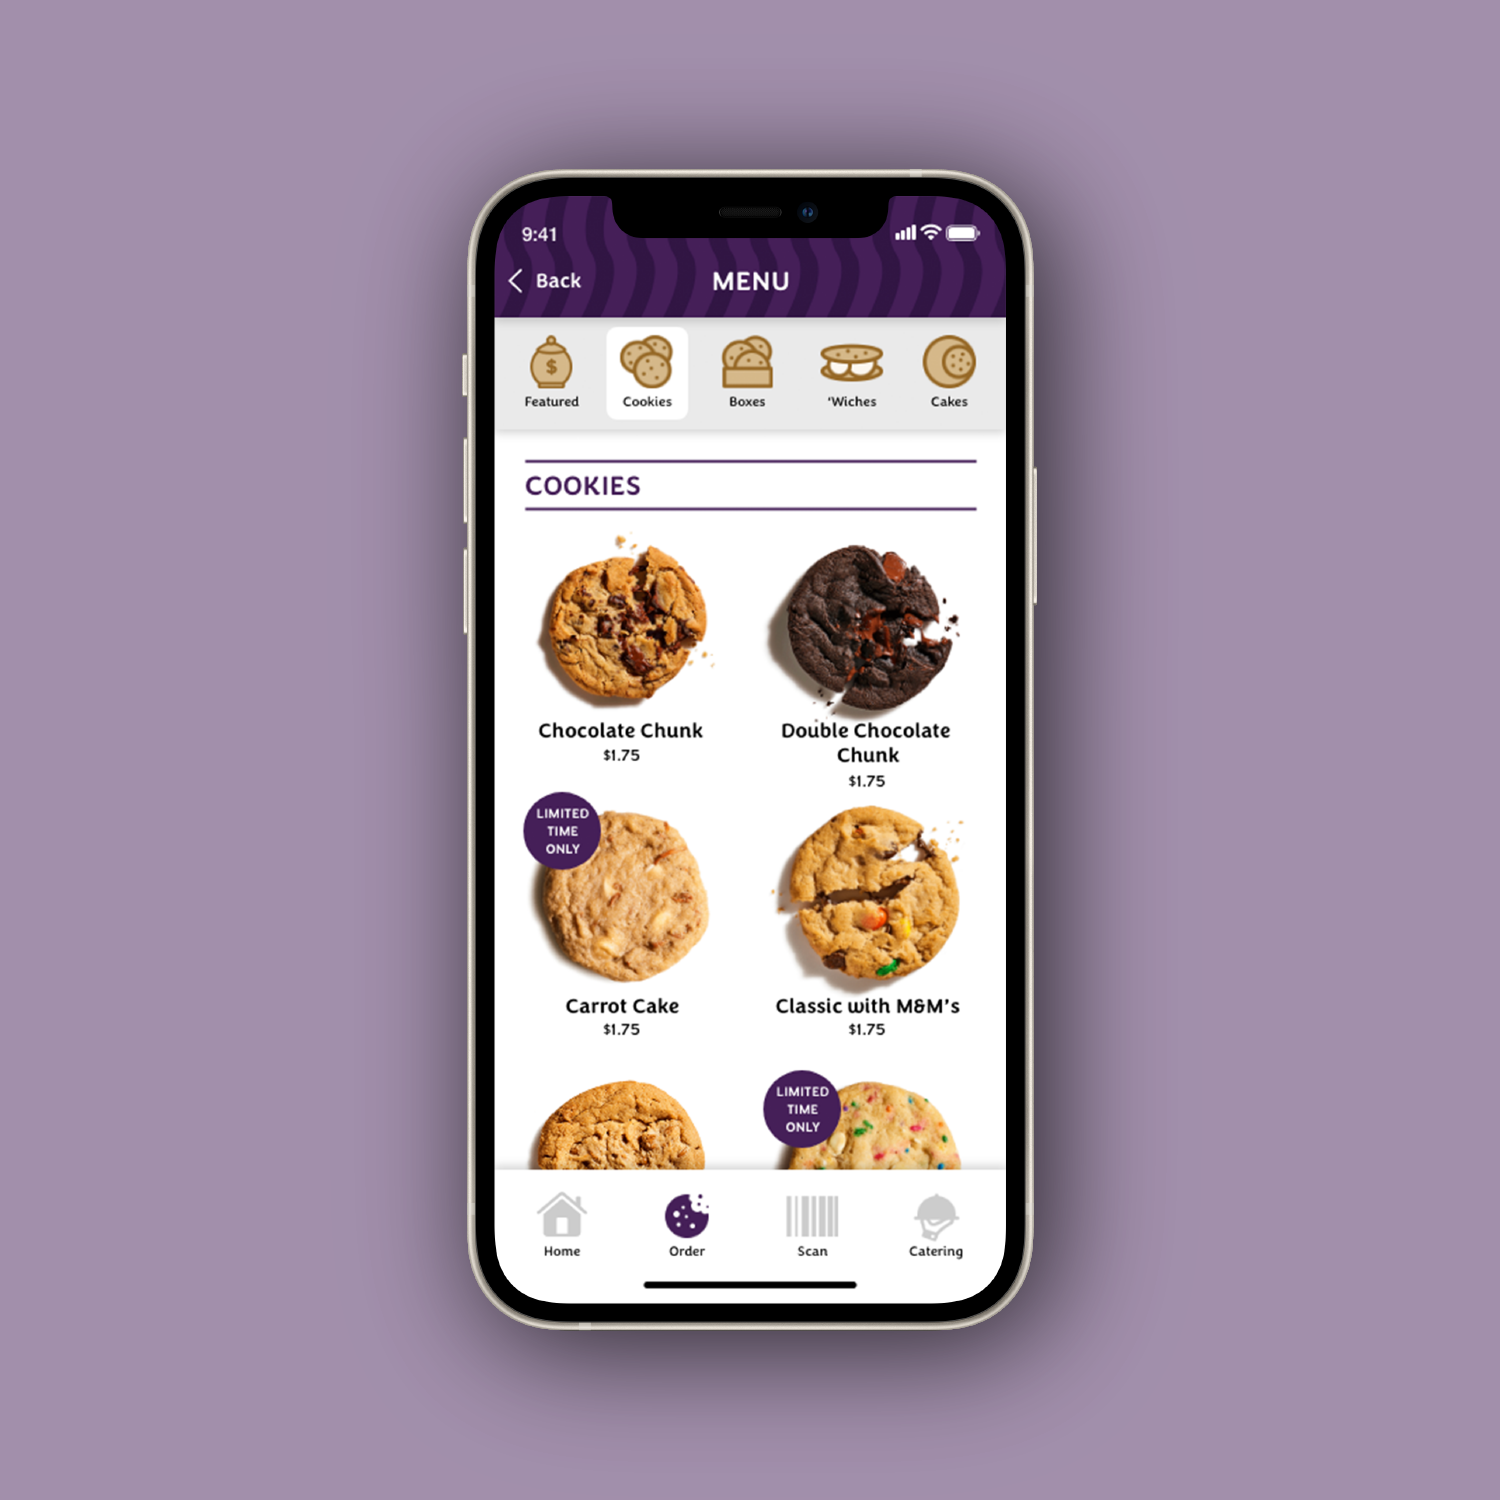 9:41
Back
MENU
$
Featured
Cookies
Boxes
'Wiches
Cakes
COOKIES
Chocolate Chunk
$1.75
Double Chocolate
Chunk
$1.75
LIMITED
TIME
ONLY
Carrot Cake
$1.75
Classic with M&M's
$1.75
LIMITED
TIME
ONLY
Home
Order
Scan
Catering